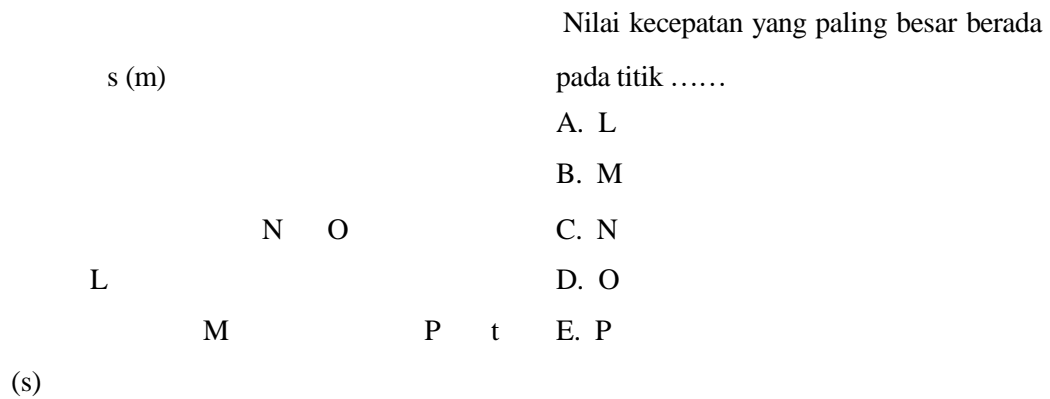 Nilai kecepatan yang paling besar berada
s (m) pada titik ……
A. L
B. M
N O C. N
L D. O
M P t E. P
(s)